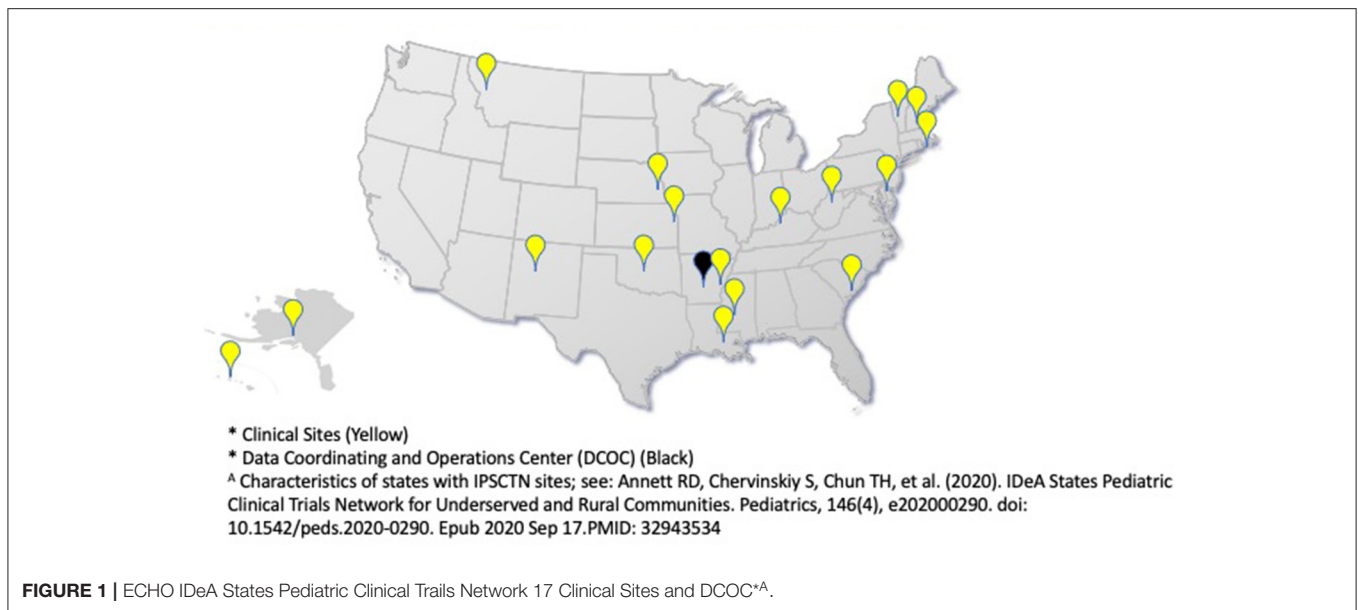 * Clinical Sites (Yellow)
* Data Coordinating and Operations Center (DCOC) (Black)
A Characteristics of states with IPSCTN sites; see: Annett RD, Chervinskiy S, Chun TH, et al. (2020). IDeA States Pediatric
Clinical Trials Network for Underserved and Rural Communities. Pediatrics, 146(4), e202000290. doi:
10.1542/peds.2020-0290. Epub 2020 Sep 17.PMID: 32943534
FIGURE 1 | ECHO IDeA States Pediatric Clinical Trails Network 17 Clinical Sites and DCOC*A.